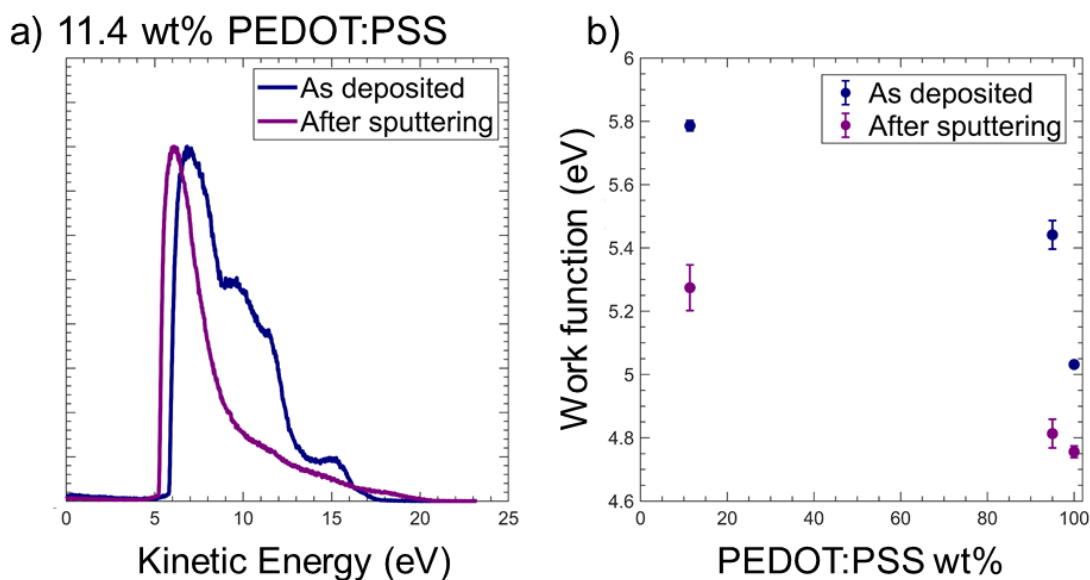 a) 11.4 wt% PEDOT:PSS
As deposited
After sputtering
0 5 10 15 20 25
Kinetic Energy (eV)
b)
6
5.8
5.6
5.4
5.2
5
4.8
4.6
Work function (eV)
As deposited
After sputtering
0 20 40 60 80 100
PEDOT:PSS wt%